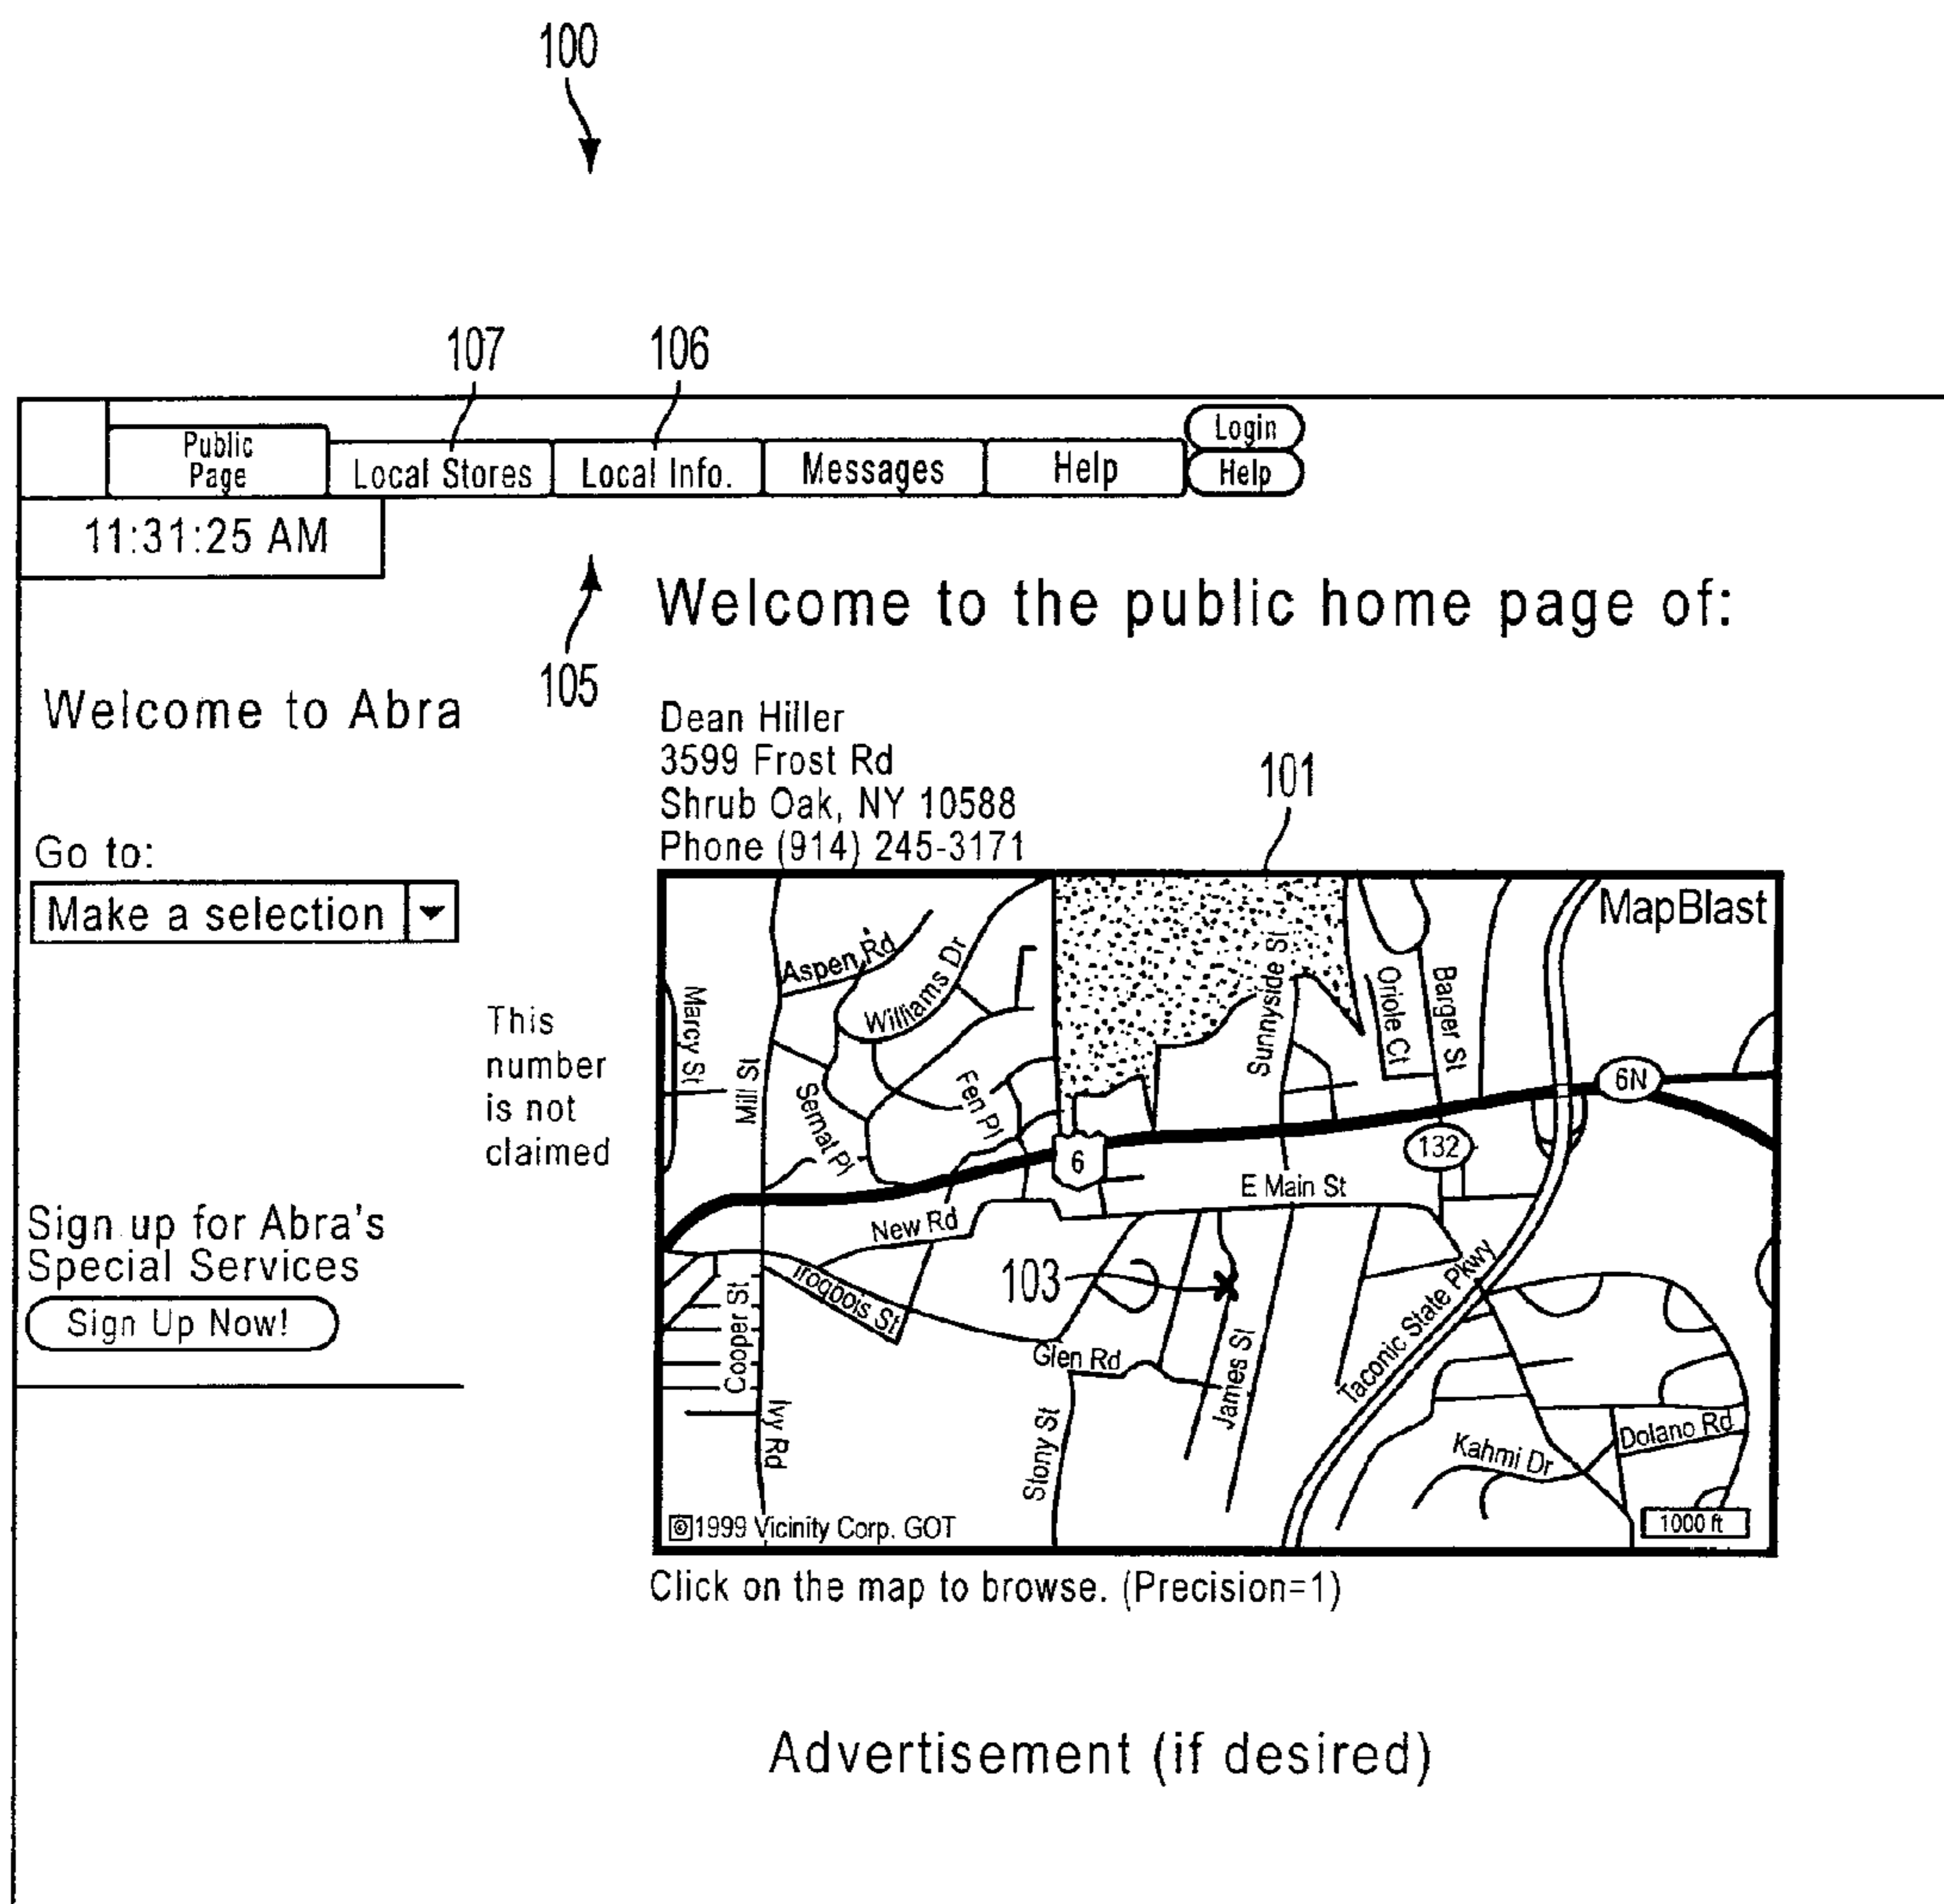 100
107
106
Public
Page
Local Stores
Local Info.
Messages
Help
Login
Help
11:31:25 AM
105
Welcome to the public home page of:
Welcome to Abra
Dean Hiller
3599 Frost Rd
Shrub Oak, NY 10588
Phone (914) 245-3171
101
Go to:
Make a selection
This
number
is not
claimed
Sign up for Abra's
Special Services
Sign Up Now!
MapBlast
Aspen Rd
Williams Dr
Marcy St
Mill St
Semat Pl
Fen Pl
Sunnyside St
Oriole Ct
Barger St
6N
6
132
E Main St
New Rd
103
Iroqoois St
Cooper St
Glen Rd
James St
Taconic State Pkwy
Ivy Rd
Stony St
Kahmi Dr
Dolano Rd
©1999 Vicinity Corp. GOT
1000 ft
Click on the map to browse. (Precision=1)
Advertisement (if desired)